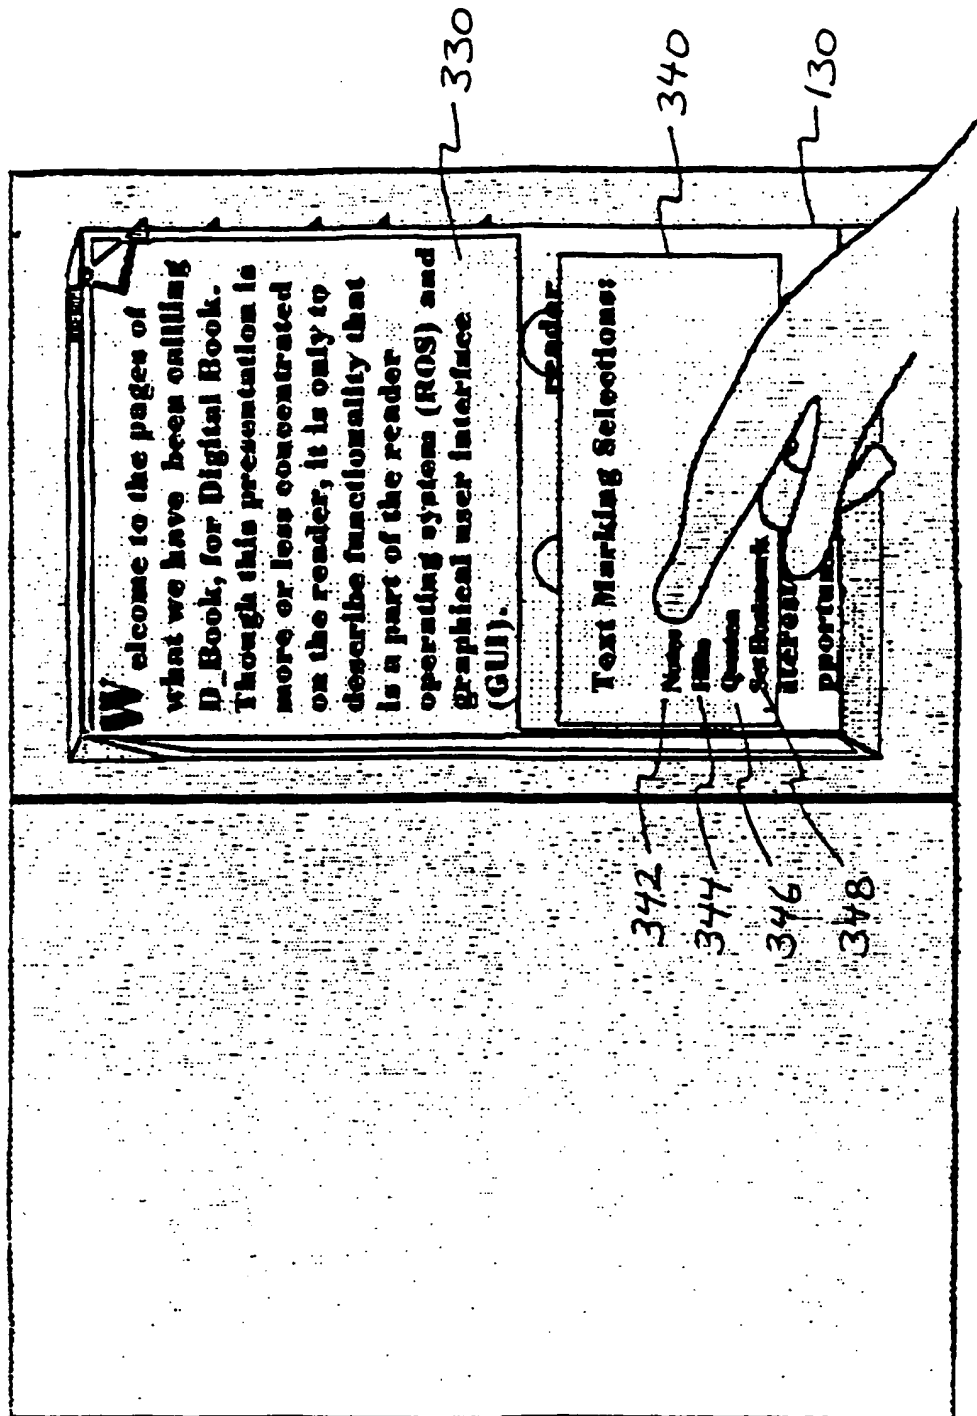 Welcome to the pages of
what we have been calling
D_Book, for Digital Book.
Though this presentation is
more or less concentrated
on the reader, it is only to
describe functionality that
is a part of the reader
operating system (ROS) and
graphical user interface
(GUI).
reader
Text Marking Selections:
Notes
Question
Set Bookmark
pportun
330
340
130
342
344
346
348